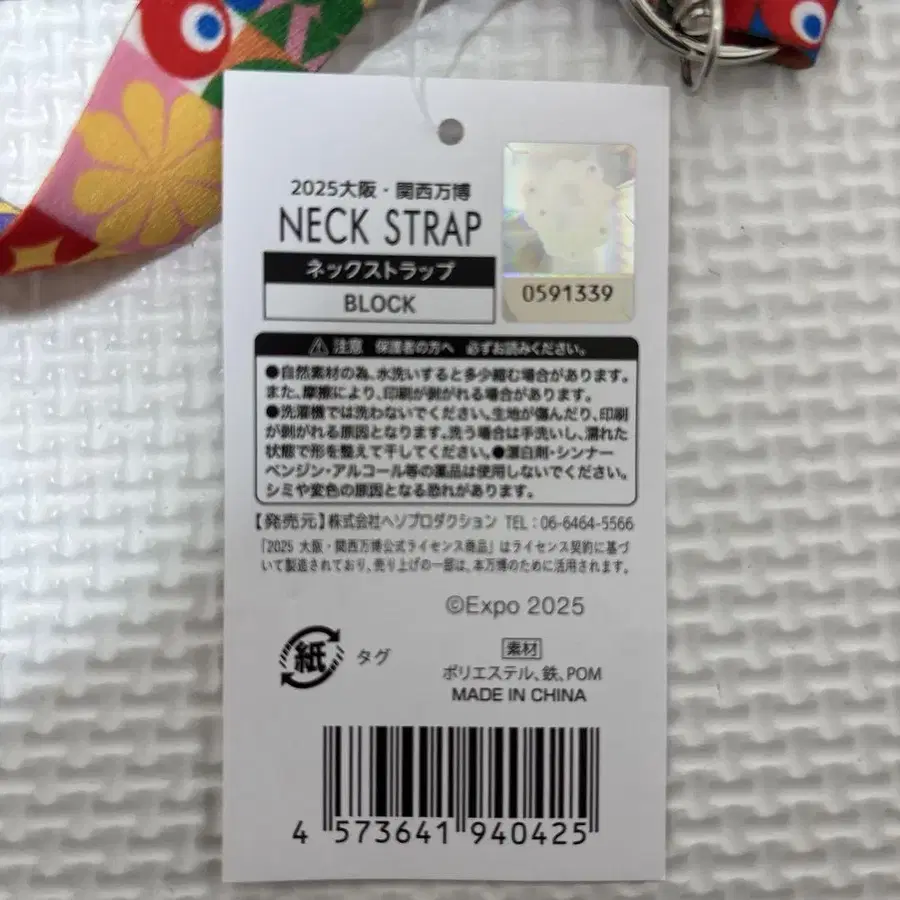 2025大阪・関西万博
NECK STRAP
ネックストラップ
BLOCK
0591339
注意 保護者の方へ 必ずお読みください。
●自然素材の為、水洗いすると多少縮む場合があります。
また、摩擦により、印刷が剥がれる場合があります。
●洗濯機では洗わないでください。生地が傷んだり、印刷
が剥がれる原因となります。洗う場合は手洗いし、濡れた
状態で形を整えて干してください。●漂白剤・シンナー
ベンジン・アルコール等の薬品は使用しないでください。
シミや変色の原因となる恐れがあります。
【発売元】株式会社ヘソプロダクション TEL：06-6464-5566
「2025 大阪・関西万博公式ライセンス商品」はライセンス契約に基づ
いて製造されており、売り上げの一部は、本万博のために活用されます。
©Expo 2025
紙 タグ
素材
ポリエステル、鉄、POM
MADE IN CHINA
4 573641 940425